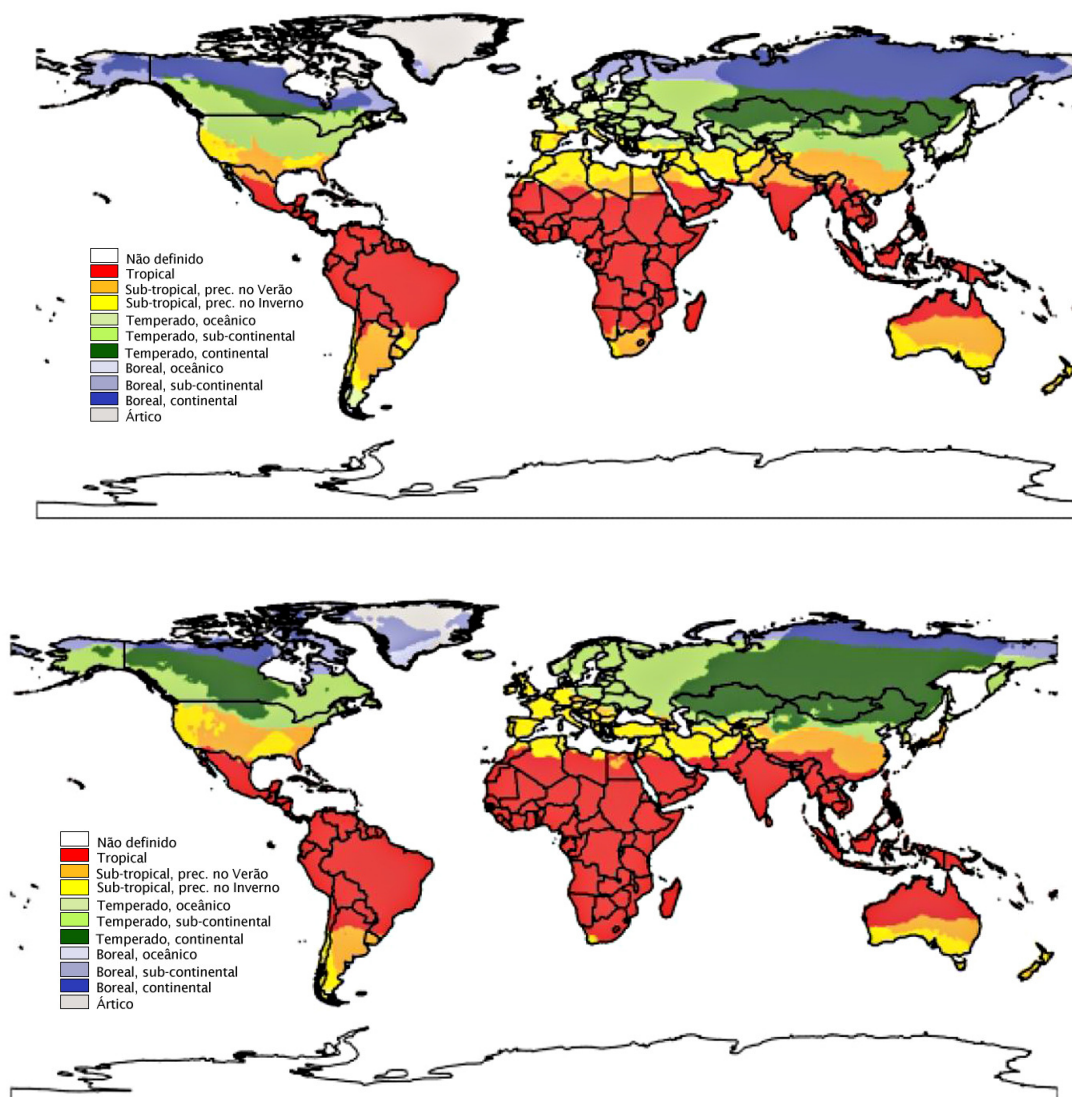 Não definido
Tropical
Sub-tropical, prec. no Verão
Sub-tropical, prec. no Inverno
Temperado, oceânico
Temperado, sub-continental
Temperado, continental
Boreal, oceânico
Boreal, sub-continental
Boreal, continental
Ártico
Não definido
Tropical
Sub-tropical, prec. no Verão
Sub-tropical, prec. no Inverno
Temperado, oceânico
Temperado, sub-continental
Temperado, continental
Boreal, oceânico
Boreal, sub-continental
Boreal, continental
Ártico